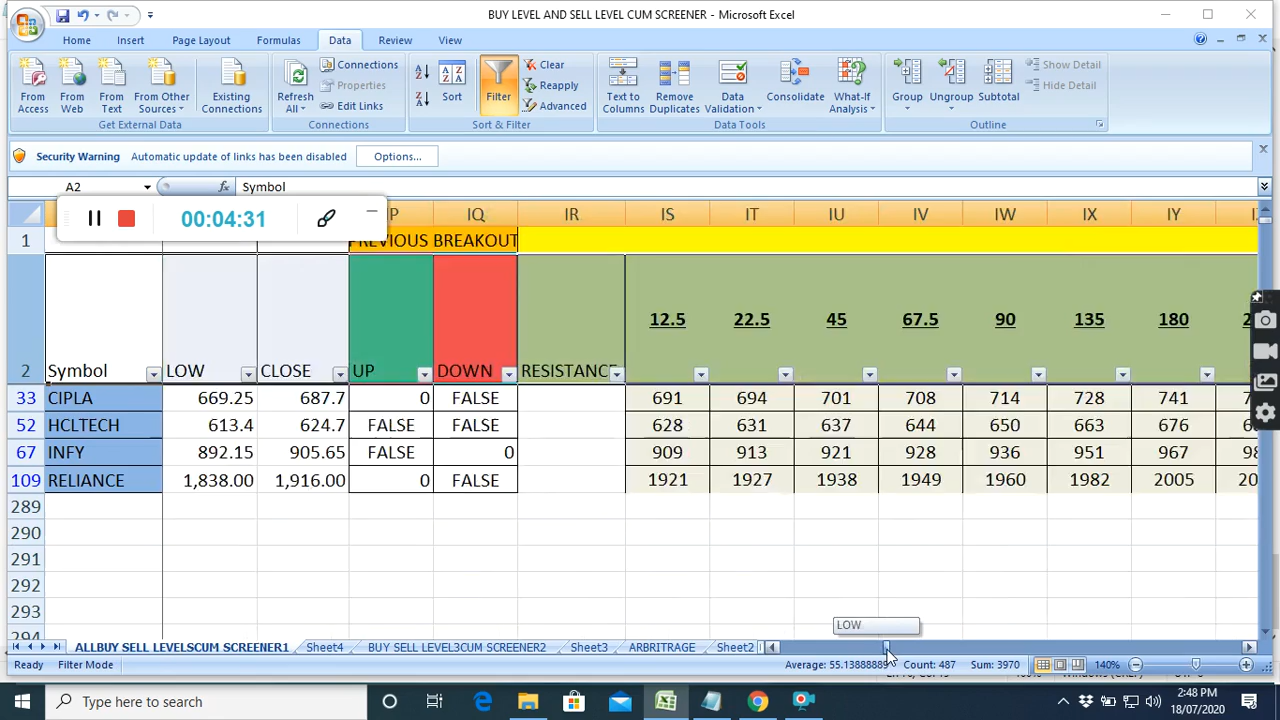 BUY LEVEL AND SELL LEVEL CUM SCREENER - Microsoft Excel
Home Insert Page Layout Formulas Data Review View
From Access
From Web
From Text
From Other Sources
Existing Connections
Get External Data
Refresh All
Connections
Properties
Edit Links
Connections
Sort
Filter
Clear
Reapply
Advanced
Sort & Filter
Text to Columns
Remove Duplicates
Data Validation
Consolidate
What-If Analysis
Data Tools
Group
Ungroup
Subtotal
Show Detail
Hide Detail
Outline
Security Warning Automatic update of links has been disabled Options...
A2 fx Symbol
00:04:31
IQ IR IS IT IU IV IW IX IY
1 PREVIOUS BREAKOUT
12.5 22.5 45 67.5 90 135 180
2 Symbol LOW CLOSE UP DOWN RESISTANCE
33 CIPLA 669.25 687.7 0 FALSE 691 694 701 708 714 728 741
52 HCLTECH 613.4 624.7 FALSE FALSE 628 631 637 644 650 663 676
67 INFY 892.15 905.65 FALSE 0 909 913 921 928 936 951 967
109 RELIANCE 1,838.00 1,916.00 0 FALSE 1921 1927 1938 1949 1960 1982 2005
289
290
291
292
293
294
LOW
ALLBUY SELL LEVELSCUM SCREENER1 Sheet4 BUY SELL LEVEL3CUM SCREENER2 Sheet3 ARBITRAGE Sheet2
Ready Filter Mode Average: 55.13888889 Count: 487 Sum: 3970 140%
Type here to search
2:48 PM
18/07/2020